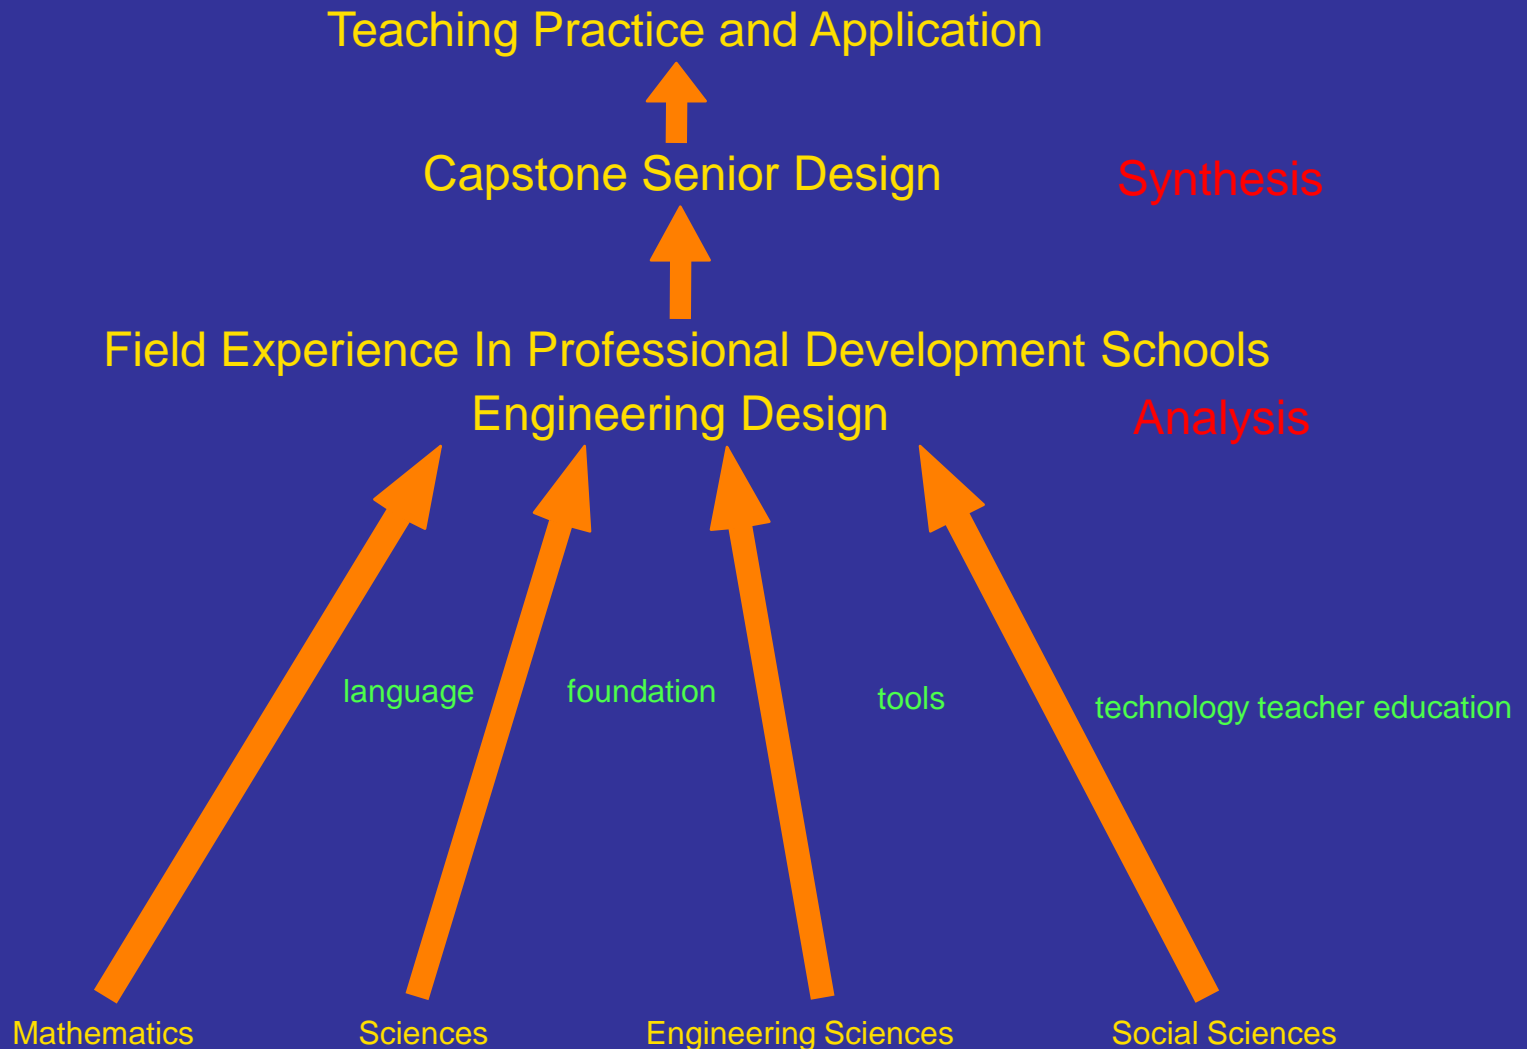 Teaching Practice and Application
Capstone Senior Design
Synthesis
Field Experience In Professional Development Schools
Engineering Design
Analysis
language
foundation
tools
technology teacher education
Mathematics
Sciences
Engineering Sciences
Social Sciences